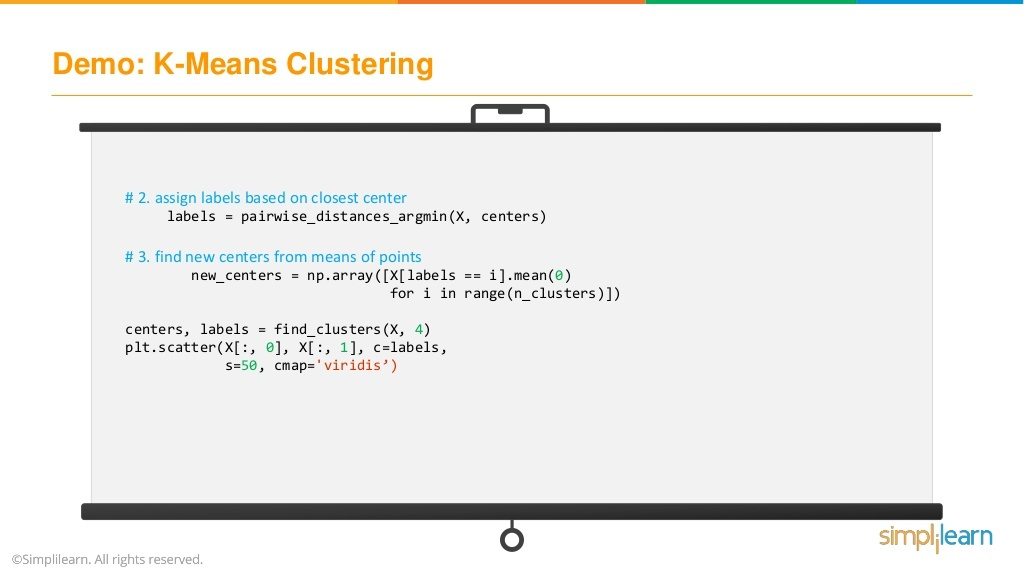 Demo: K-Means Clustering
# 2. assign labels based on closest center
labels = pairwise_distances_argmin(X, centers)
# 3. find new centers from means of points
new_centers = np.array([X[labels == i].mean(0)
for i in range(n_clusters)])
centers, labels = find_clusters(X, 4)
plt.scatter(X[:, 0], X[:, 1], c=labels,
s=50, cmap='viridis’)
simplilearn
©Simplilearn. All rights reserved.